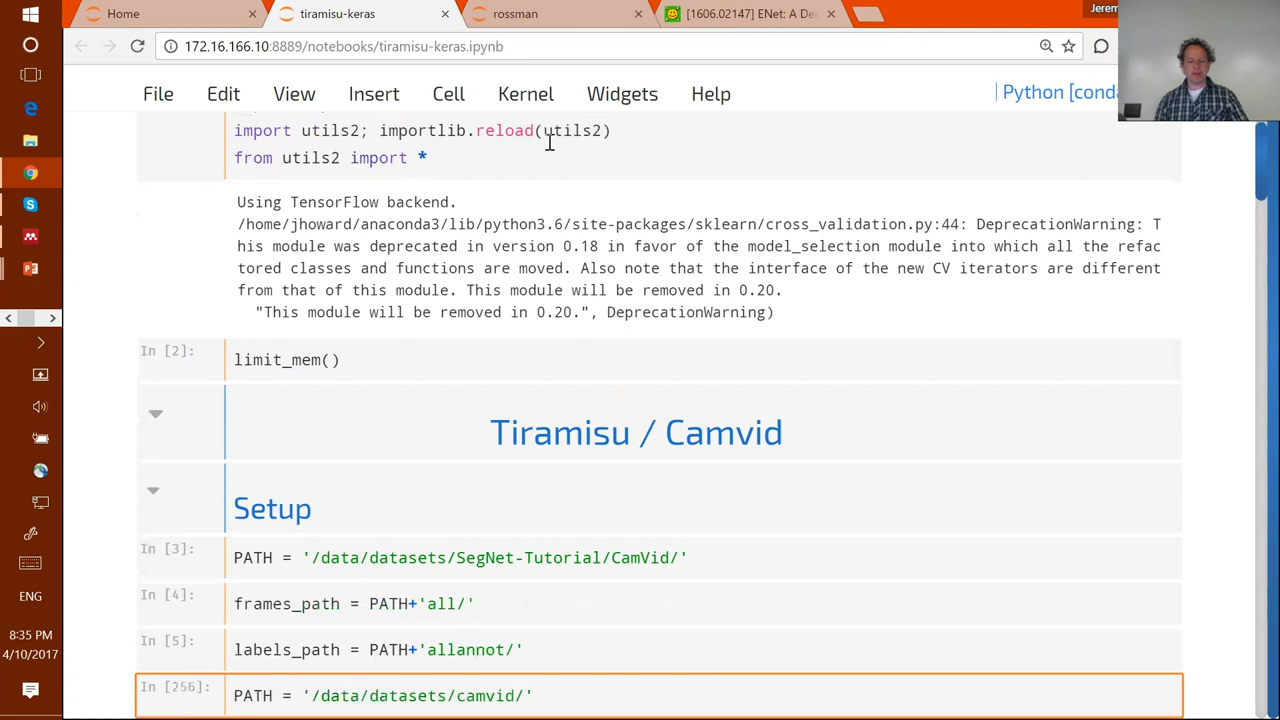 Home
tiramisu-keras
rossman
[1606.02147] ENet: A De
Jerem
172.16.166.10:8889/notebooks/tiramisu-keras.ipynb
File Edit View Insert Cell Kernel Widgets Help
Python [conda
import utils2; importlib.reload(utils2)
from utils2 import *
Using TensorFlow backend.
/home/jhoward/anaconda3/lib/python3.6/site-packages/sklearn/cross_validation.py:44: DeprecationWarning: T
his module was deprecated in version 0.18 in favor of the model_selection module into which all the refac
tored classes and functions are moved. Also note that the interface of the new CV iterators are different
from that of this module. This module will be removed in 0.20.
"This module will be removed in 0.20.", DeprecationWarning)
In [2]:
limit_mem()
Tiramisu / Camvid
Setup
In [3]:
PATH = '/data/datasets/SegNet-Tutorial/CamVid/'
In [4]:
frames_path = PATH+'all/'
In [5]:
labels_path = PATH+'allannot/'
In [256]:
PATH = '/data/datasets/camvid/'
ENG
8:35 PM
4/10/2017